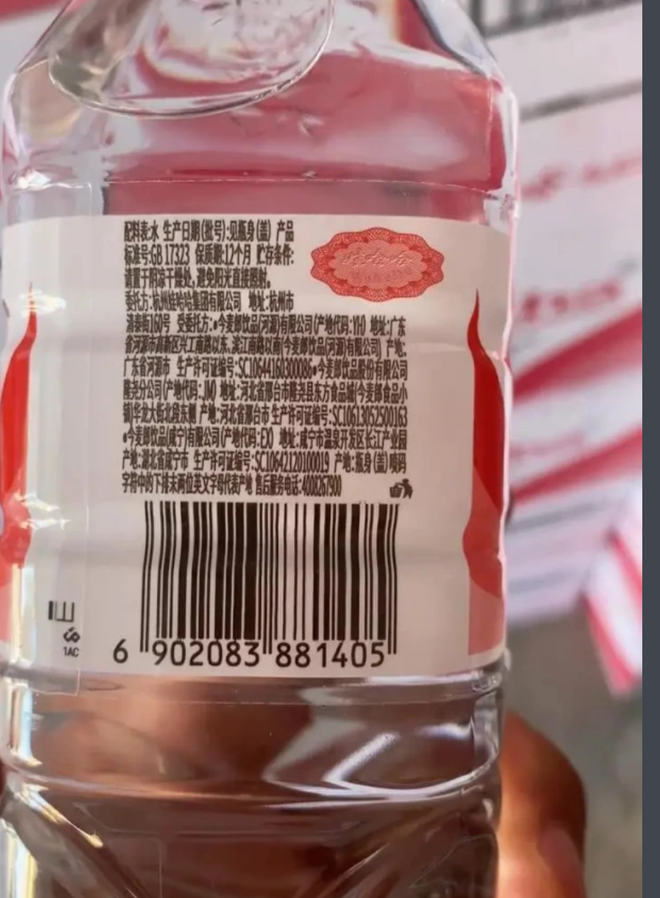 配料表:水 生产日期(批号):见瓶身(盖) 产品
标准号:GB 17323 保质期:12个月 贮存条件:
请置于阴凉干燥处,避免阳光直接照射。
委托方:杭州娃哈哈集团有限公司 地址:杭州市
清泰街160号 受委托方:●今麦郎饮品(河源)有限公司(产地代码:YH) 地址:广东
省河源市高新区兴工南路以东、滨江南路以南(今麦郎饮品(河源)有限公司) 产地:
广东省河源市 生产许可证编号:SC10644160300086●今麦郎饮品股份有限公司
隆尧分公司(产地代码:JM) 地址:河北省邢台市隆尧县东方食品城(今麦郎食品小
镇)华龙大街北段东侧 产地:河北省邢台市 生产许可证编号:SC10613052500163
●今麦郎饮品(咸宁)有限公司(产地代码:EX) 地址:咸宁市温泉开发区长江产业园
产地:湖北省咸宁市 生产许可证编号:SC10642120100019 产地:瓶身(盖)喷码
字符中的下排末两位英文字母代表产地 售后服务电话:4008267900
娃哈哈
1AC
6 902083 881405